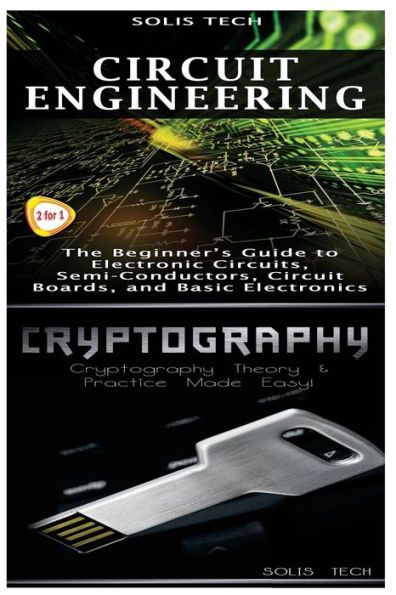 SOLIS TECH
CIRCUIT
ENGINEERING
2 for 1
The Beginner's Guide to
Electronic Circuits,
Semi-Conductors, Circuit
Boards, and Basic Electronics
CRYPTOGRAPHY
Cryptography Theory &
Practice Made Easy!
SOLIS TECH